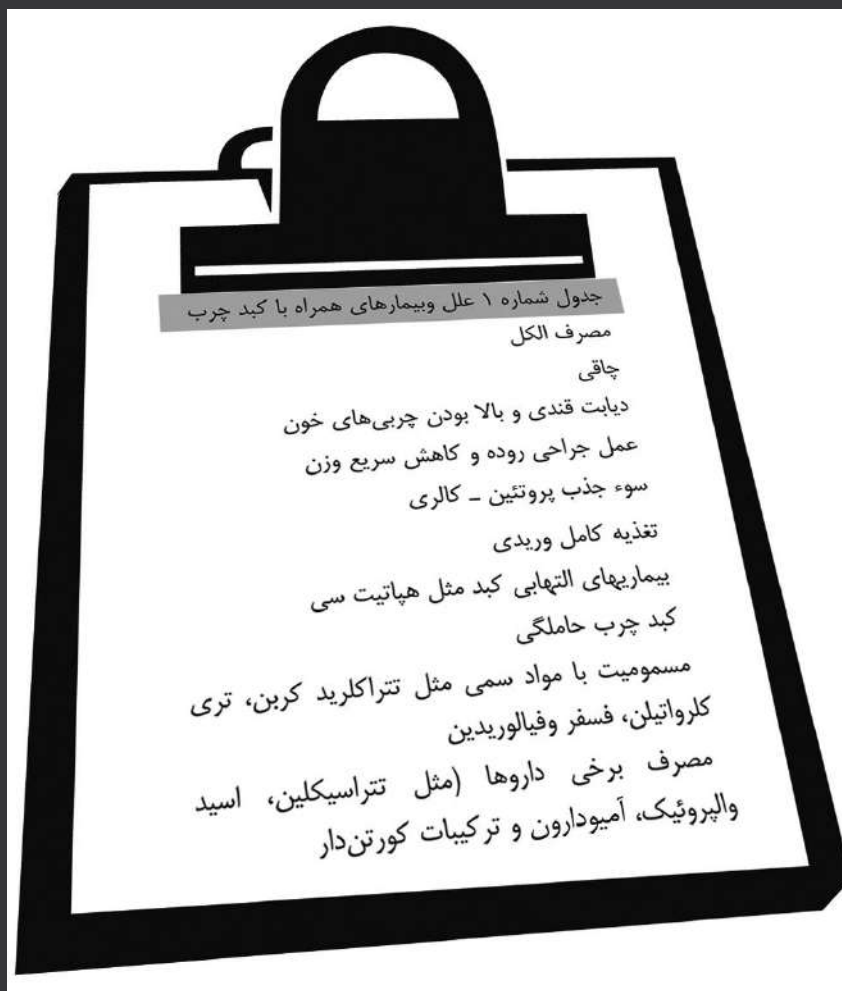 جدول شماره ۱ علل وبیمارهای همراه با کبد چرب
مصرف الکل
چاقی
دیابت قندی و بالا بودن چربی‌های خون
عمل جراحی روده و کاهش سریع وزن
سوء جذب پروتئین ـ کالری
تغذیه کامل وریدی
بیماریهای التهابی کبد مثل هپاتیت سی
کبد چرب حاملگی
مسمومیت با مواد سمی مثل تتراکلرید کربن، تری
کلرواتیلن، فسفر وفیالوریدین
مصرف برخی داروها (مثل تتراسیکلین، اسید
والپروئیک، آمیودارون و ترکیبات کورتن‌دار